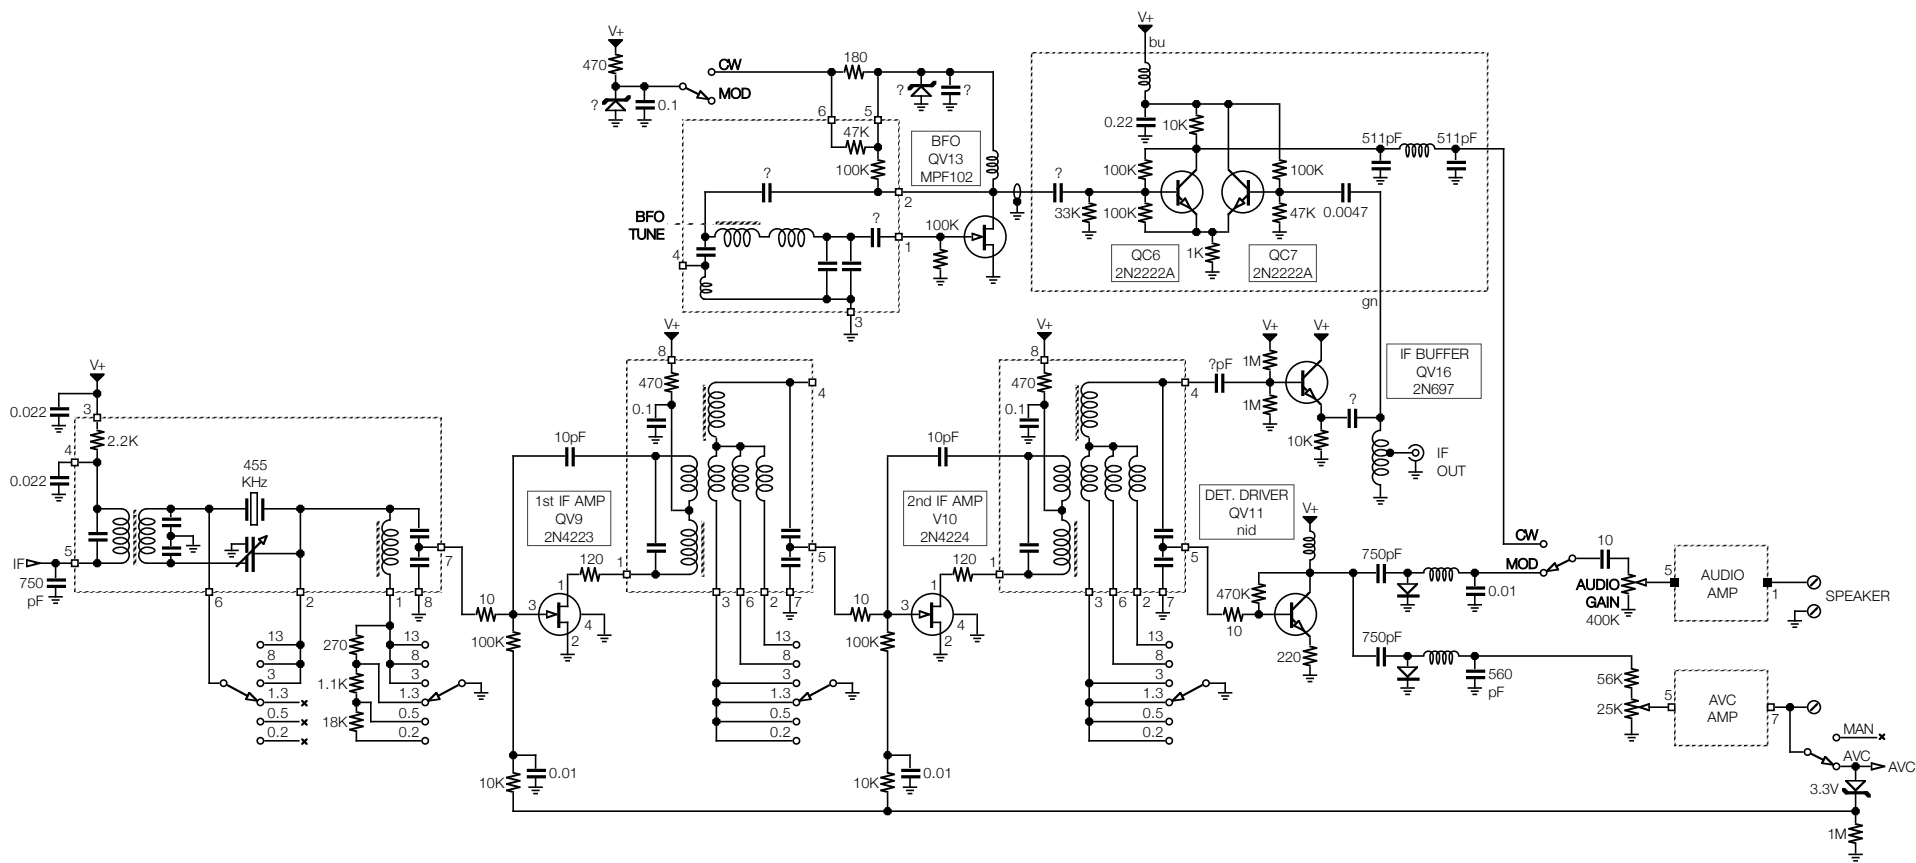 V+
470
?
0.1
CW
MOD
180
?
?
6
5
47K
100K
?
2
BFO
TUNE
?
1
4
3
100K
BFO
QV13
MPF102
V+
bu
0.22
10K
511pF
511pF
?
100K
100K
33K
100K
47K
0.0047
1K
QC6
2N2222A
QC7
2N2222A
gn
V+
0.022
3
2.2K
4
0.022
455
KHz
IF
5
750
pF
7
6
2
1
8
13
8
3
1.3
0.5
0.2
270
1.1K
18K
13
8
3
1.3
0.5
0.2
10
100K
10pF
1st IF AMP
QV9
2N4223
120
1
3
4
2
10K
0.01
V+
8
470
0.1
4
1
5
3
6
2
7
13
8
3
1.3
0.5
0.2
10
100K
10pF
2nd IF AMP
V10
2N4224
120
1
3
4
2
10K
0.01
V+
8
470
0.1
4
1
5
3
6
2
7
13
8
3
1.3
0.5
0.2
?pF
V+
V+
1M
1M
10K
?
IF BUFFER
QV16
2N697
IF
OUT
DET. DRIVER
QV11
nid
V+
470K
10
220
750pF
0.01
750pF
560
pF
CW
MOD
10
AUDIO
GAIN
400K
5
AUDIO
AMP
1
SPEAKER
56K
25K
5
AVC
AMP
7
MAN
AVC
AVC
3.3V
1M